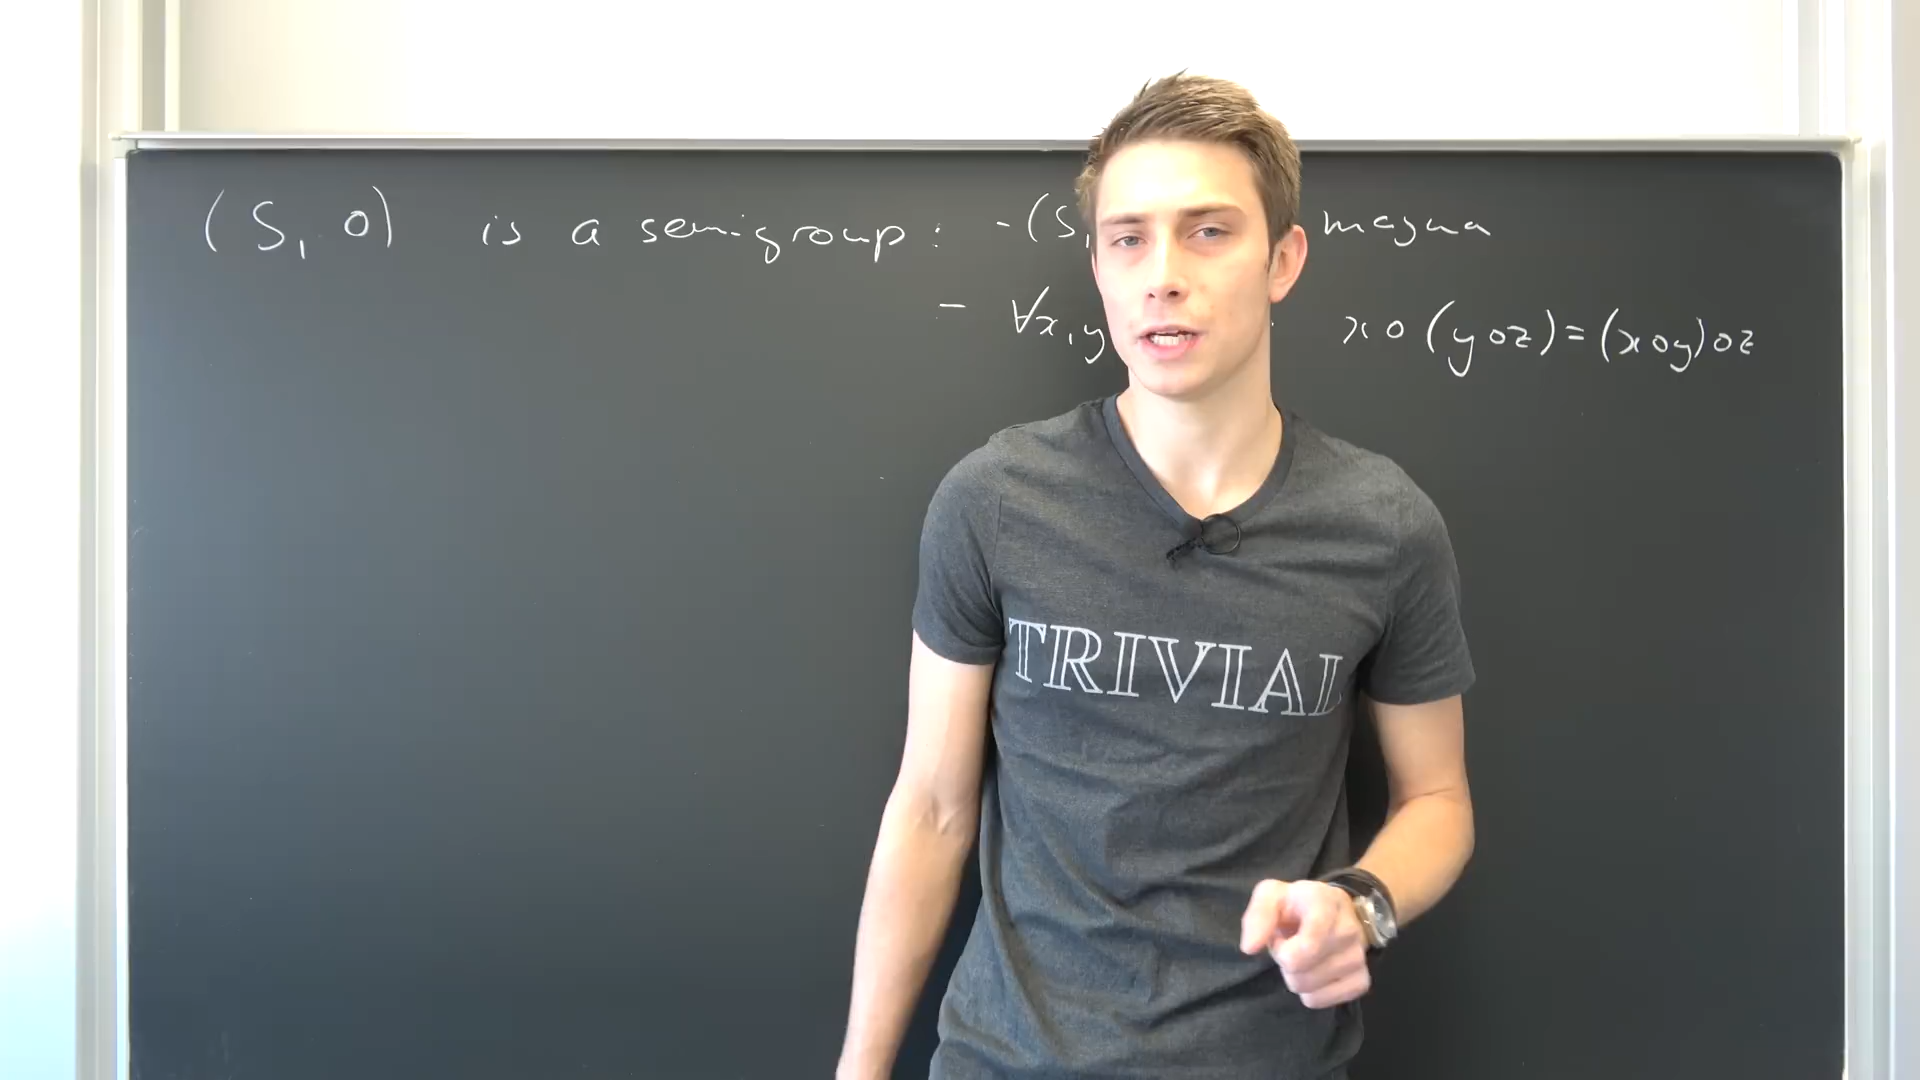 (S, o) is a semigroup: - (S, magma
- ∀x, y x o (y o z) = (x o y) o z
TRIVIAL